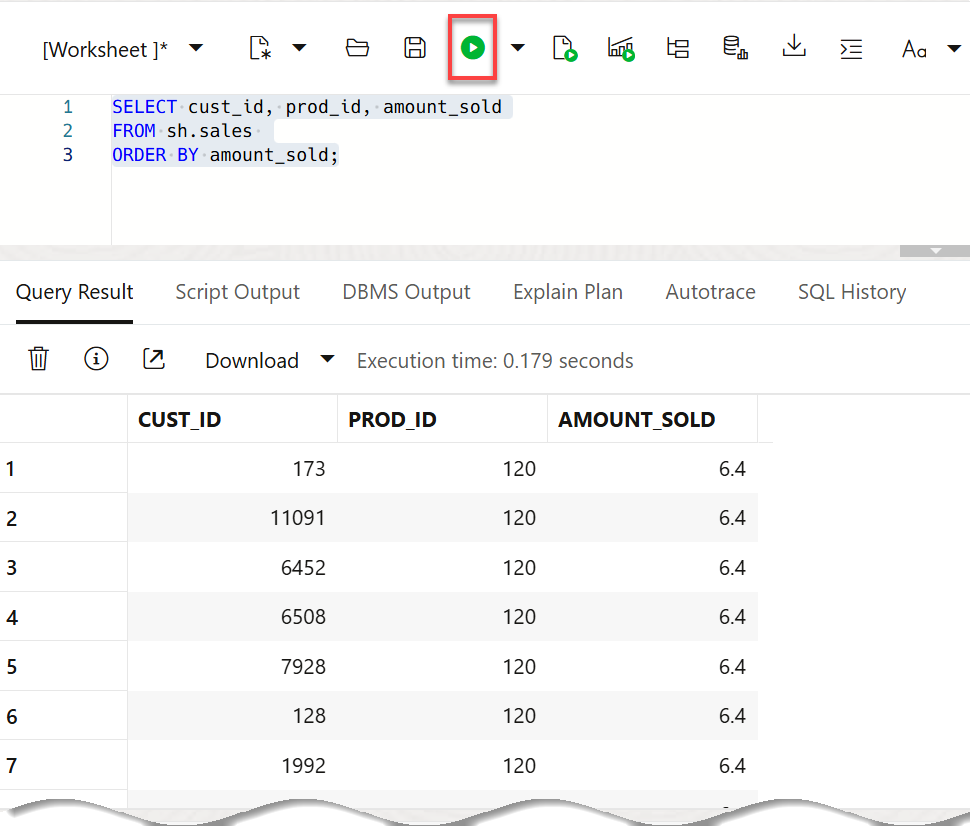 [Worksheet ]*
Aa
1 SELECT cust_id, prod_id, amount_sold
2 FROM sh.sales
3 ORDER BY amount_sold;
Query Result Script Output DBMS Output Explain Plan Autotrace SQL History
Download Execution time: 0.179 seconds
CUST_ID PROD_ID AMOUNT_SOLD
1 173 120 6.4
2 11091 120 6.4
3 6452 120 6.4
4 6508 120 6.4
5 7928 120 6.4
6 128 120 6.4
7 1992 120 6.4